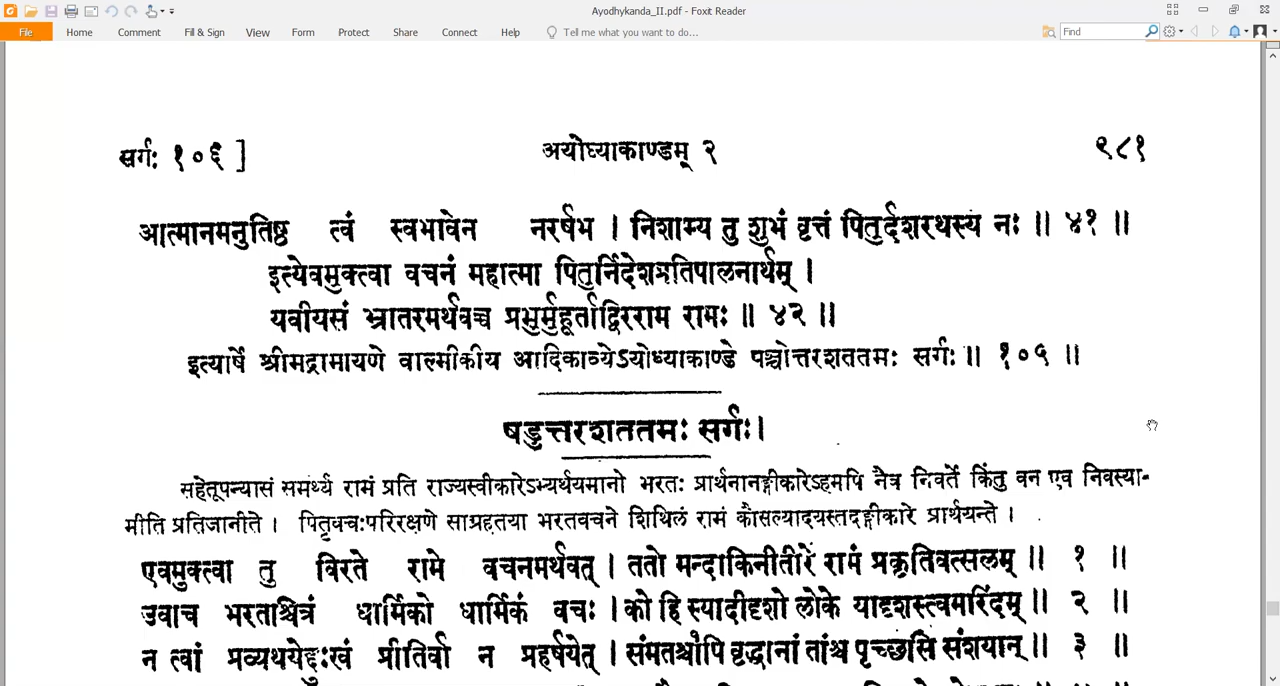 Ayodhykanda_II.pdf - Foxit Reader
File Home Comment Fill & Sign View Form Protect Share Connect Help Tell me what you want to do... Find
सर्गः १०६ ] अयोध्याकाण्डम् २ ९८१
आत्मानमनुतिष्ठ त्वं स्वभावेन नरर्षभ । निशाम्य तु शुभं वृत्तं पितुर्दशरथस्य नः ॥ ४१ ॥
इत्येवमुक्त्वा वचनं महात्मा पितुर्निदेशप्रतिपालनार्थम् ।
यवीयसं भ्रातरमर्थवच्च प्रभुर्मुहूर्ताद्विरराम रामः ॥ ४२ ॥
इत्यार्षे श्रीमद्रामायणे वाल्मीकीय आदिकाव्येऽयोध्याकाण्डे पञ्चोत्तरशततमः सर्गः ॥ १०५ ॥
षडुत्तरशततमः सर्गः ।
सहेतूपन्यासं समर्थ्य रामं प्रति राज्यस्वीकारेऽभ्यर्थयमानो भरतः प्रार्थनानङ्गीकारेऽहमपि नैव निवर्ते किंतु वन एव निवस्या-
मीति प्रतिजानीते । पितृवचःपरिरक्षणे साग्रहतया भरतवचने शिथिलं रामं कौसल्यादयस्तदङ्गीकारे प्रार्थयन्ते ।
एवमुक्त्वा तु विरते रामे वचनमर्थवत् । ततो मन्दाकिनीतीरे रामं प्रकृतिवत्सलम् ॥ १ ॥
उवाच भरतश्चित्रं धार्मिको धार्मिकं वचः । को हि स्यादीदृशो लोके यादृशस्त्वमरिंदम् ॥ २ ॥
न त्वां प्रव्यथयेद्दुःखं प्रीतिर्वा न प्रहर्षयेत् । संमतश्चापि वृद्धानां तांश्च पृच्छसि संशयान् ॥ ३ ॥